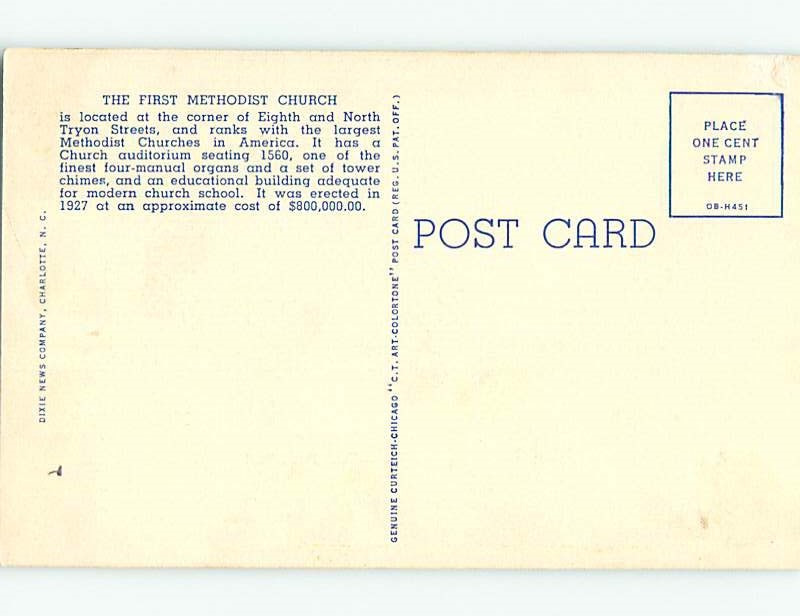 THE FIRST METHODIST CHURCH
is located at the corner of Eighth and North
Tryon Streets, and ranks with the largest
Methodist Churches in America. It has a
Church auditorium seating 1560, one of the
finest four-manual organs and a set of tower
chimes, and an educational building adequate
for modern church school. It was erected in
1927 at an approximate cost of $800,000.00.
DIXIE NEWS COMPANY, CHARLOTTE, N. C.
GENUINE CURTEICH-CHICAGO "C.T. ART-COLORTONE" POST CARD (REG. U.S. PAT. OFF.)
POST CARD
PLACE
ONE CENT
STAMP
HERE
OB-H451